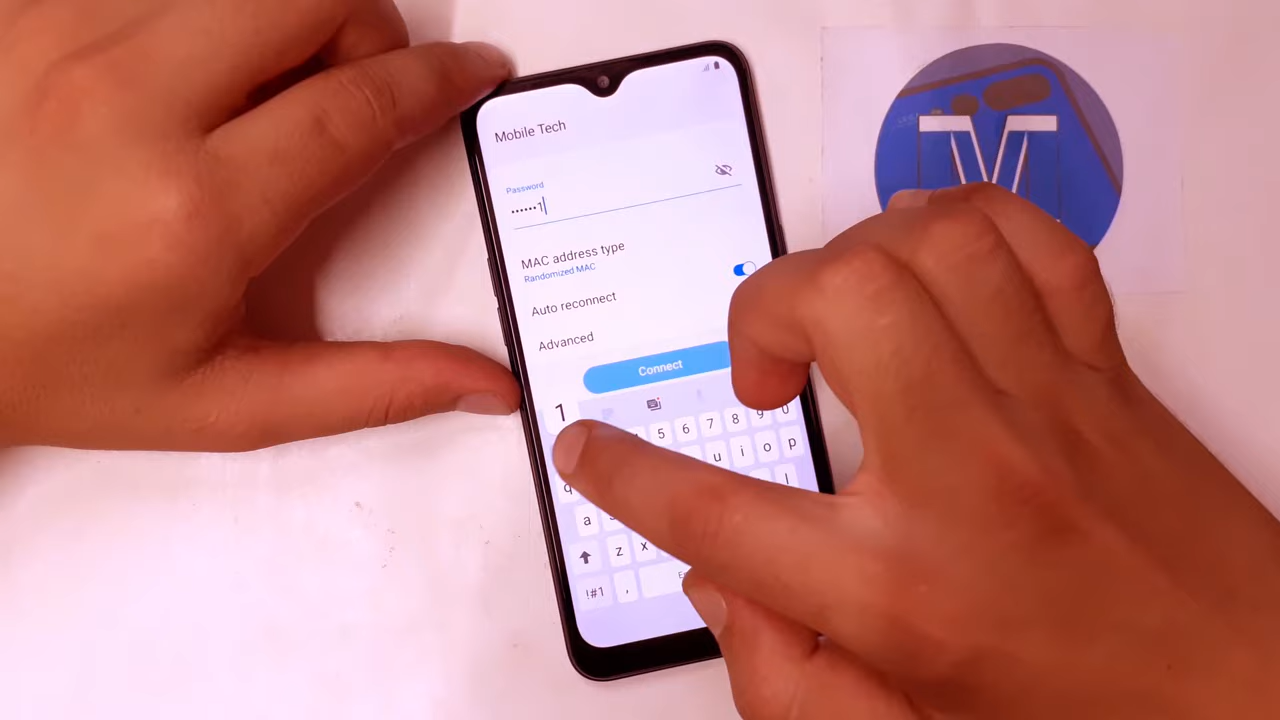 Mobile Tech
Password
••••••1
MAC address type
Randomized MAC
Auto reconnect
Advanced
Connect
1
5 6 7 8 9 0
u i o p
q l
a
z x
!#1 ,